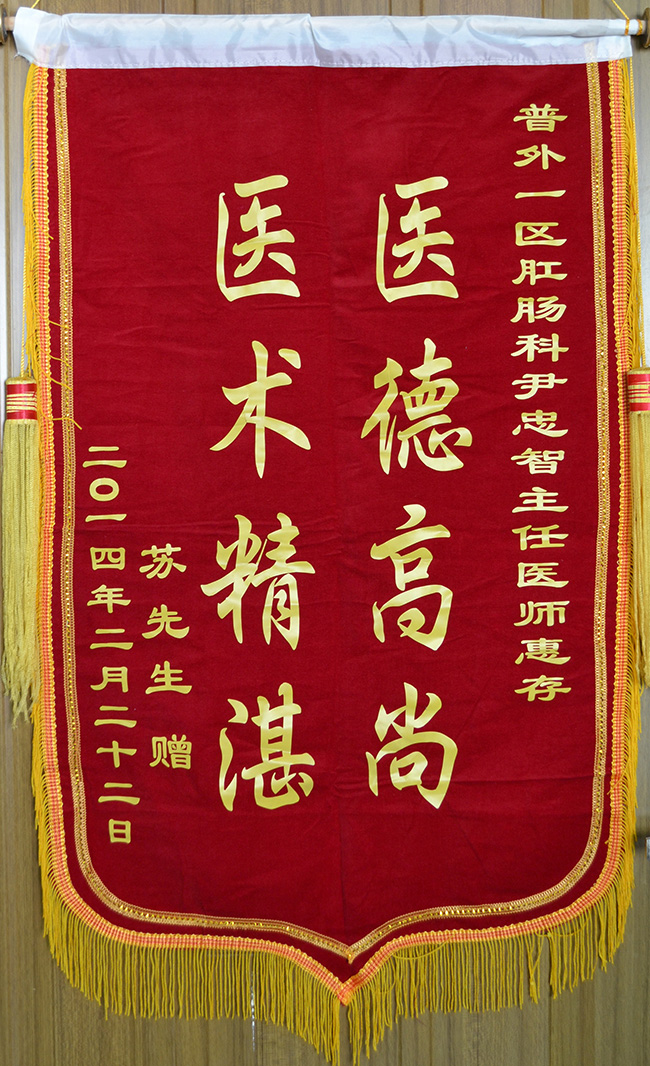 普外一区肛肠科尹忠智主任医师惠存
医德高尚
医术精湛
苏先生 赠
二〇一四年二月二十二日